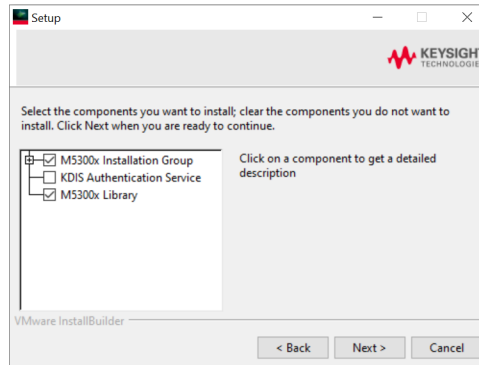 Setup
KEYSIGHT
TECHNOLOGIE
Select the components you want to install; clear the components you do not want to
install. Click Next when you are ready to continue.
M5300x Installation Group
KDIS Authentication Service
M5300x Library
Click on a component to get a detailed
description
VMware InstallBuilder
< Back
Next >
Cancel